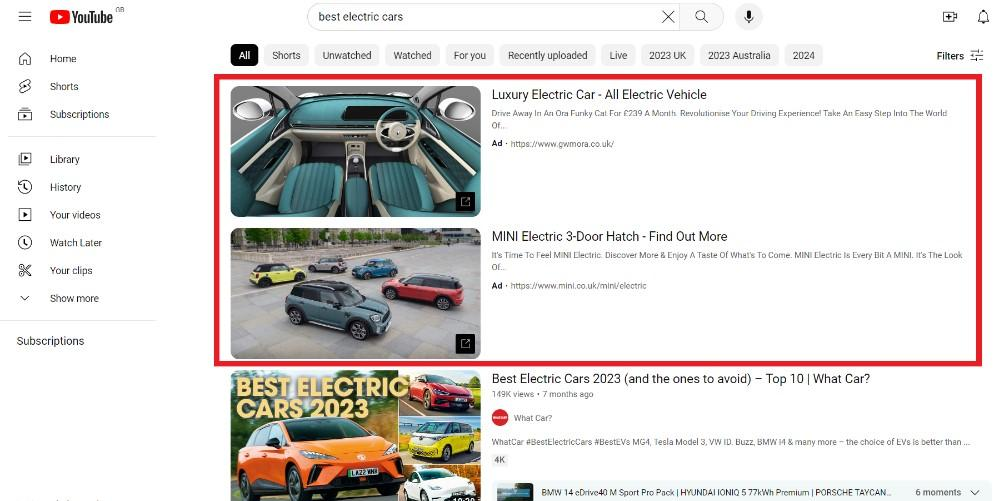 YouTube GB
best electric cars
Home
Shorts
Subscriptions
Library
History
Your videos
Watch Later
Your clips
Show more
Subscriptions
All Shorts Unwatched Watched For you Recently uploaded Live 2023 UK 2023 Australia 2024 Filters
Luxury Electric Car - All Electric Vehicle
Drive Away In An Ora Funky Cat For £239 A Month. Revolutionise Your Driving Experience! Take An Easy Step Into The World
Of...
Ad · https://www.gwmora.co.uk/
MINI Electric 3-Door Hatch - Find Out More
It's Time To Feel MINI Electric. Discover More & Enjoy A Taste Of What's To Come. MINI Electric Is Every Bit A MINI. It's The Look
Of...
Ad · https://www.mini.co.uk/mini/electric
BEST ELECTRIC
CARS 2023
LA22 WWH
Best Electric Cars 2023 (and the ones to avoid) – Top 10 | What Car?
149K views • 7 months ago
What Car?
WhatCar #BestElectricCars #BestEVs MG4, Tesla Model 3, VW ID. Buzz, BMW I4 & many more – the choice of EVs is better than ...
4K
BMW 14 eDrive40 M Sport Pro Pack | HYUNDAI IONIQ 5 77kWh Premium | PORSCHE TAYCAN... 6 moments